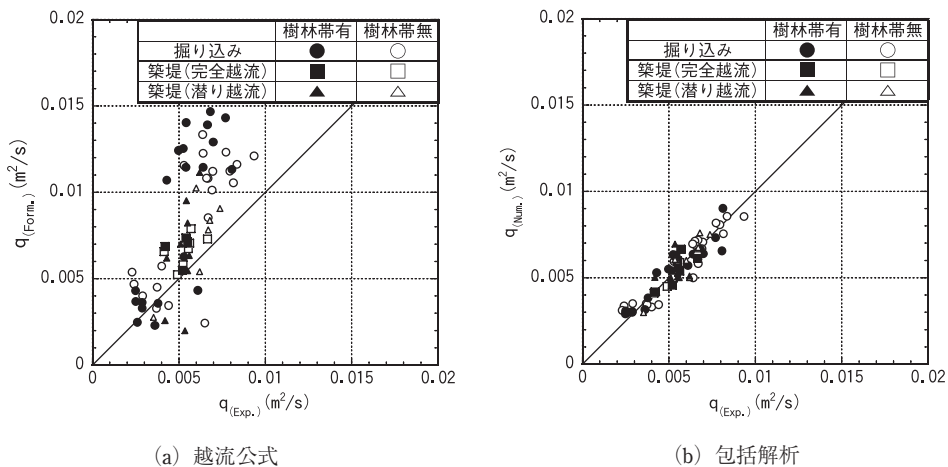 0.02
樹林帯有 樹林帯無
掘り込み ● ○
築堤(完全越流) ■ □
築堤(潜り越流) ▲ △
0.015
0.01
0.005
0
q(Form.) (m²/s)
0 0.005 0.01 0.015 0.02
q(Exp.) (m²/s)
(a) 越流公式
0.02
樹林帯有 樹林帯無
掘り込み ● ○
築堤(完全越流) ■ □
築堤(潜り越流) ▲ △
0.015
0.01
0.005
0
q(Num.) (m²/s)
0 0.005 0.01 0.015 0.02
q(Exp.) (m²/s)
(b) 包括解析